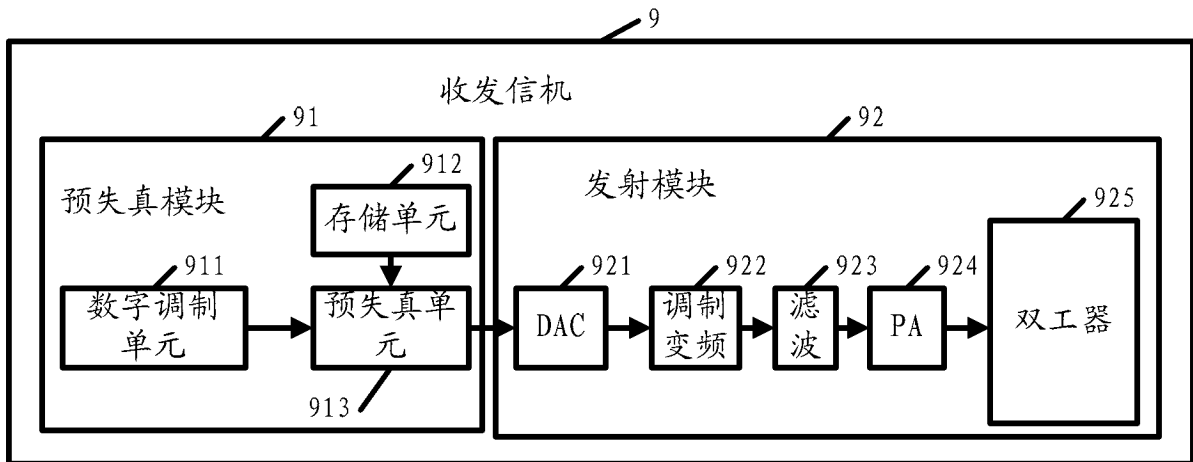 9
收发信机
91
92
预失真模块
912
存储单元
发射模块
925
911
数字调制
单元
预失真单
元
913
921
DAC
922
调制
变频
923
滤
波
924
PA
双工器